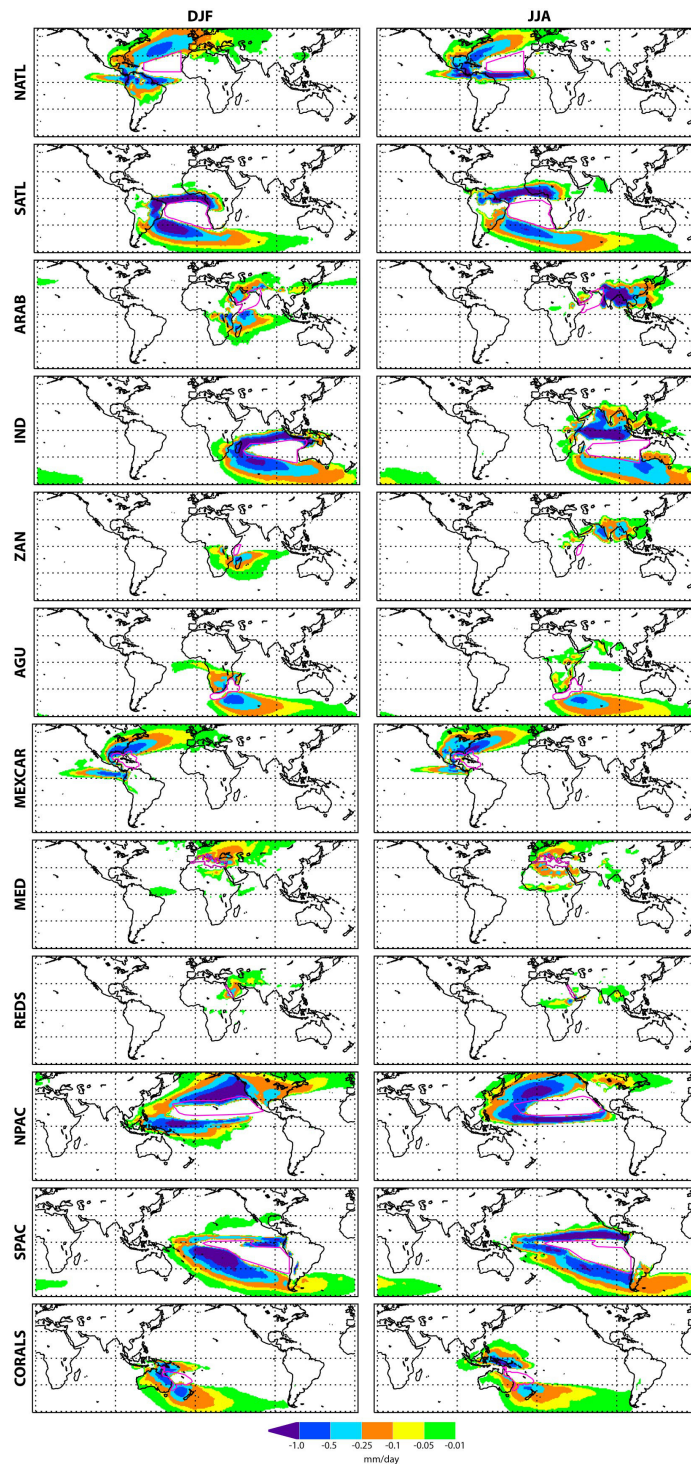 DJF JJA
NATL
SATL
ARAB
IND
ZAN
AGU
MEXCAR
MED
REDS
NPAC
SPAC
CORALS
-1.0 -0.5 -0.25 -0.1 -0.05 -0.01
mm/day